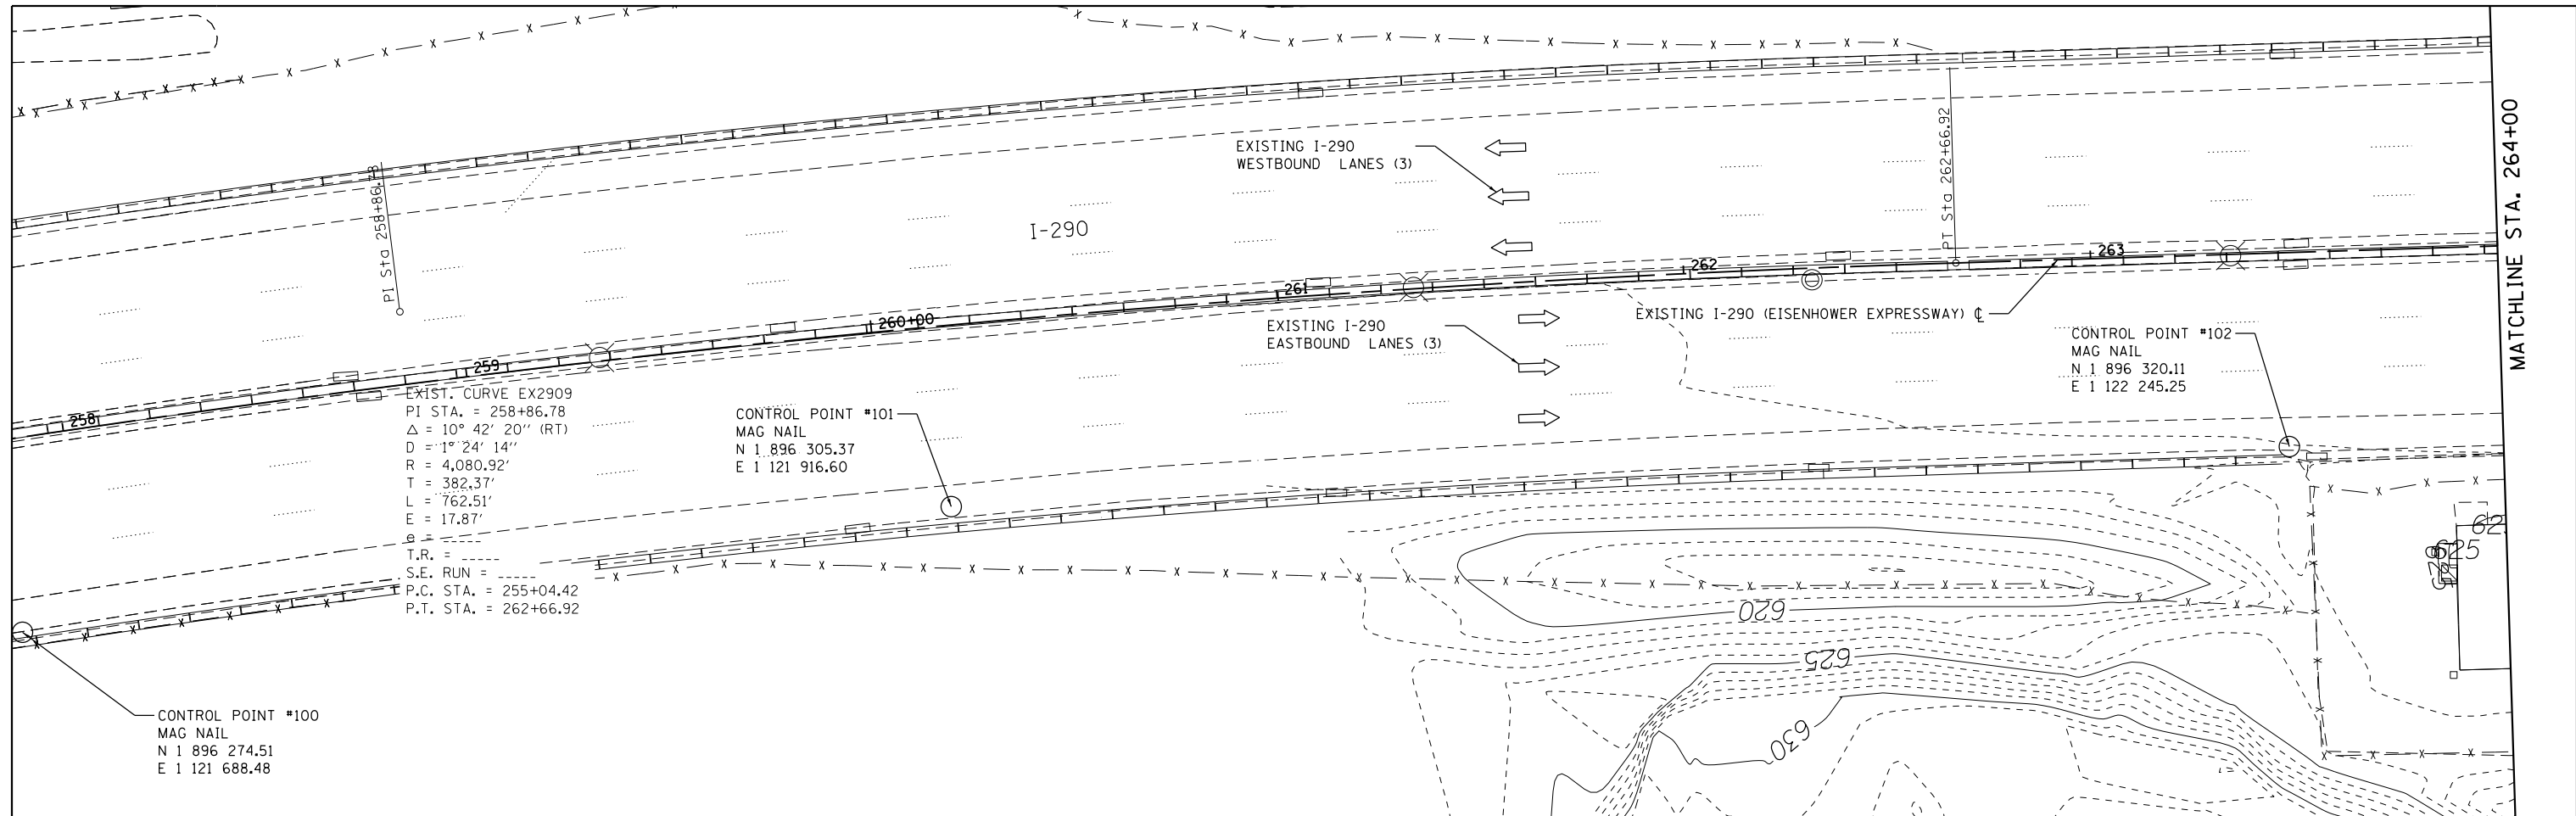 EXISTING I-290
WESTBOUND LANES (3)
I-290
PI Sta 258+86.78
PT Sta 262+66.92
MATCHLINE STA. 264+00
258
259
260+00
261
262
263
EXISTING I-290
EASTBOUND LANES (3)
EXISTING I-290 (EISENHOWER EXPRESSWAY) ℄
CONTROL POINT #102
MAG NAIL
N 1 896 320.11
E 1 122 245.25
EXIST. CURVE EX2909
PI STA. = 258+86.78
Δ = 10° 42' 20'' (RT)
D = 1° 24' 14''
R = 4,080.92'
T = 382.37'
L = 762.51'
E = 17.87'
e = _____
T.R. = _____
S.E. RUN = _____
P.C. STA. = 255+04.42
P.T. STA. = 262+66.92
CONTROL POINT #101
MAG NAIL
N 1 896 305.37
E 1 121 916.60
CONTROL POINT #100
MAG NAIL
N 1 896 274.51
E 1 121 688.48
620
625
630
625